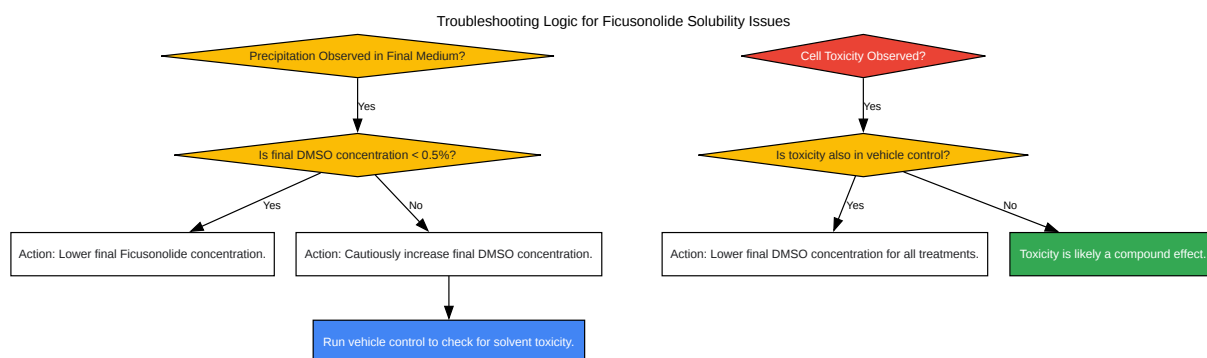 Troubleshooting Logic for Ficusonolide Solubility Issues
Precipitation Observed in Final Medium?
Cell Toxicity Observed?
Yes
Yes
Is final DMSO concentration < 0.5%?
Is toxicity also in vehicle control?
Yes
No
Yes
No
Action: Lower final Ficusonolide concentration.
Action: Cautiously increase final DMSO concentration.
Action: Lower final DMSO concentration for all treatments.
Toxicity is likely a compound effect.
Run vehicle control to check for solvent toxicity.